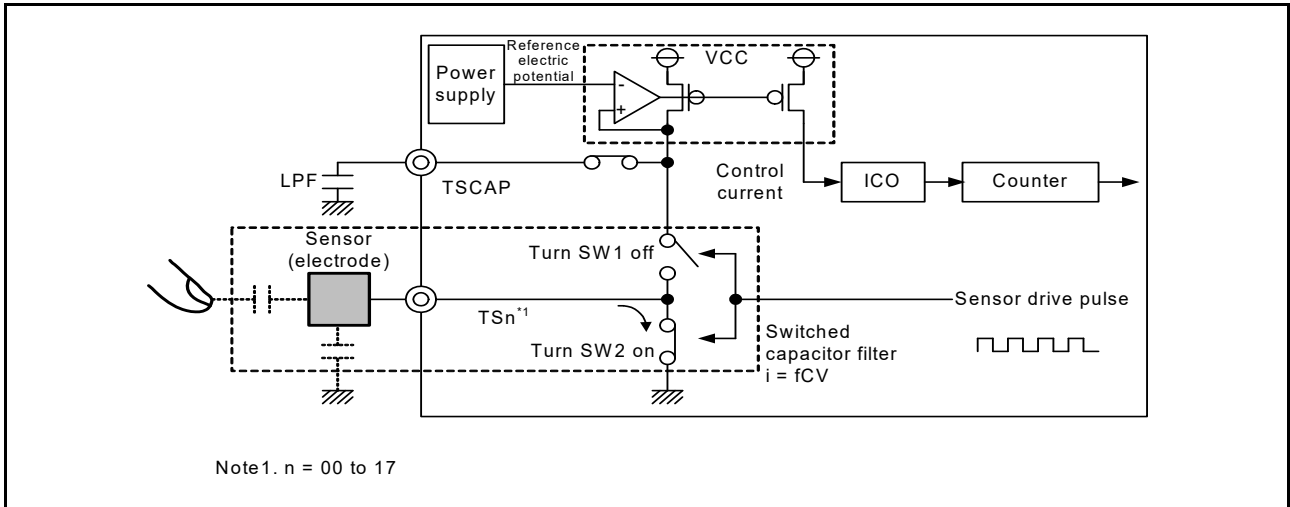 Power
supply
Reference
electric
potential
VCC
-
+
LPF
TSCAP
Control
current
ICO
Counter
Sensor
(electrode)
Turn SW1 off
Sensor drive pulse
TSn*1
Turn SW2 on
Switched
capacitor filter
i = fCV
Note1. n = 00 to 17